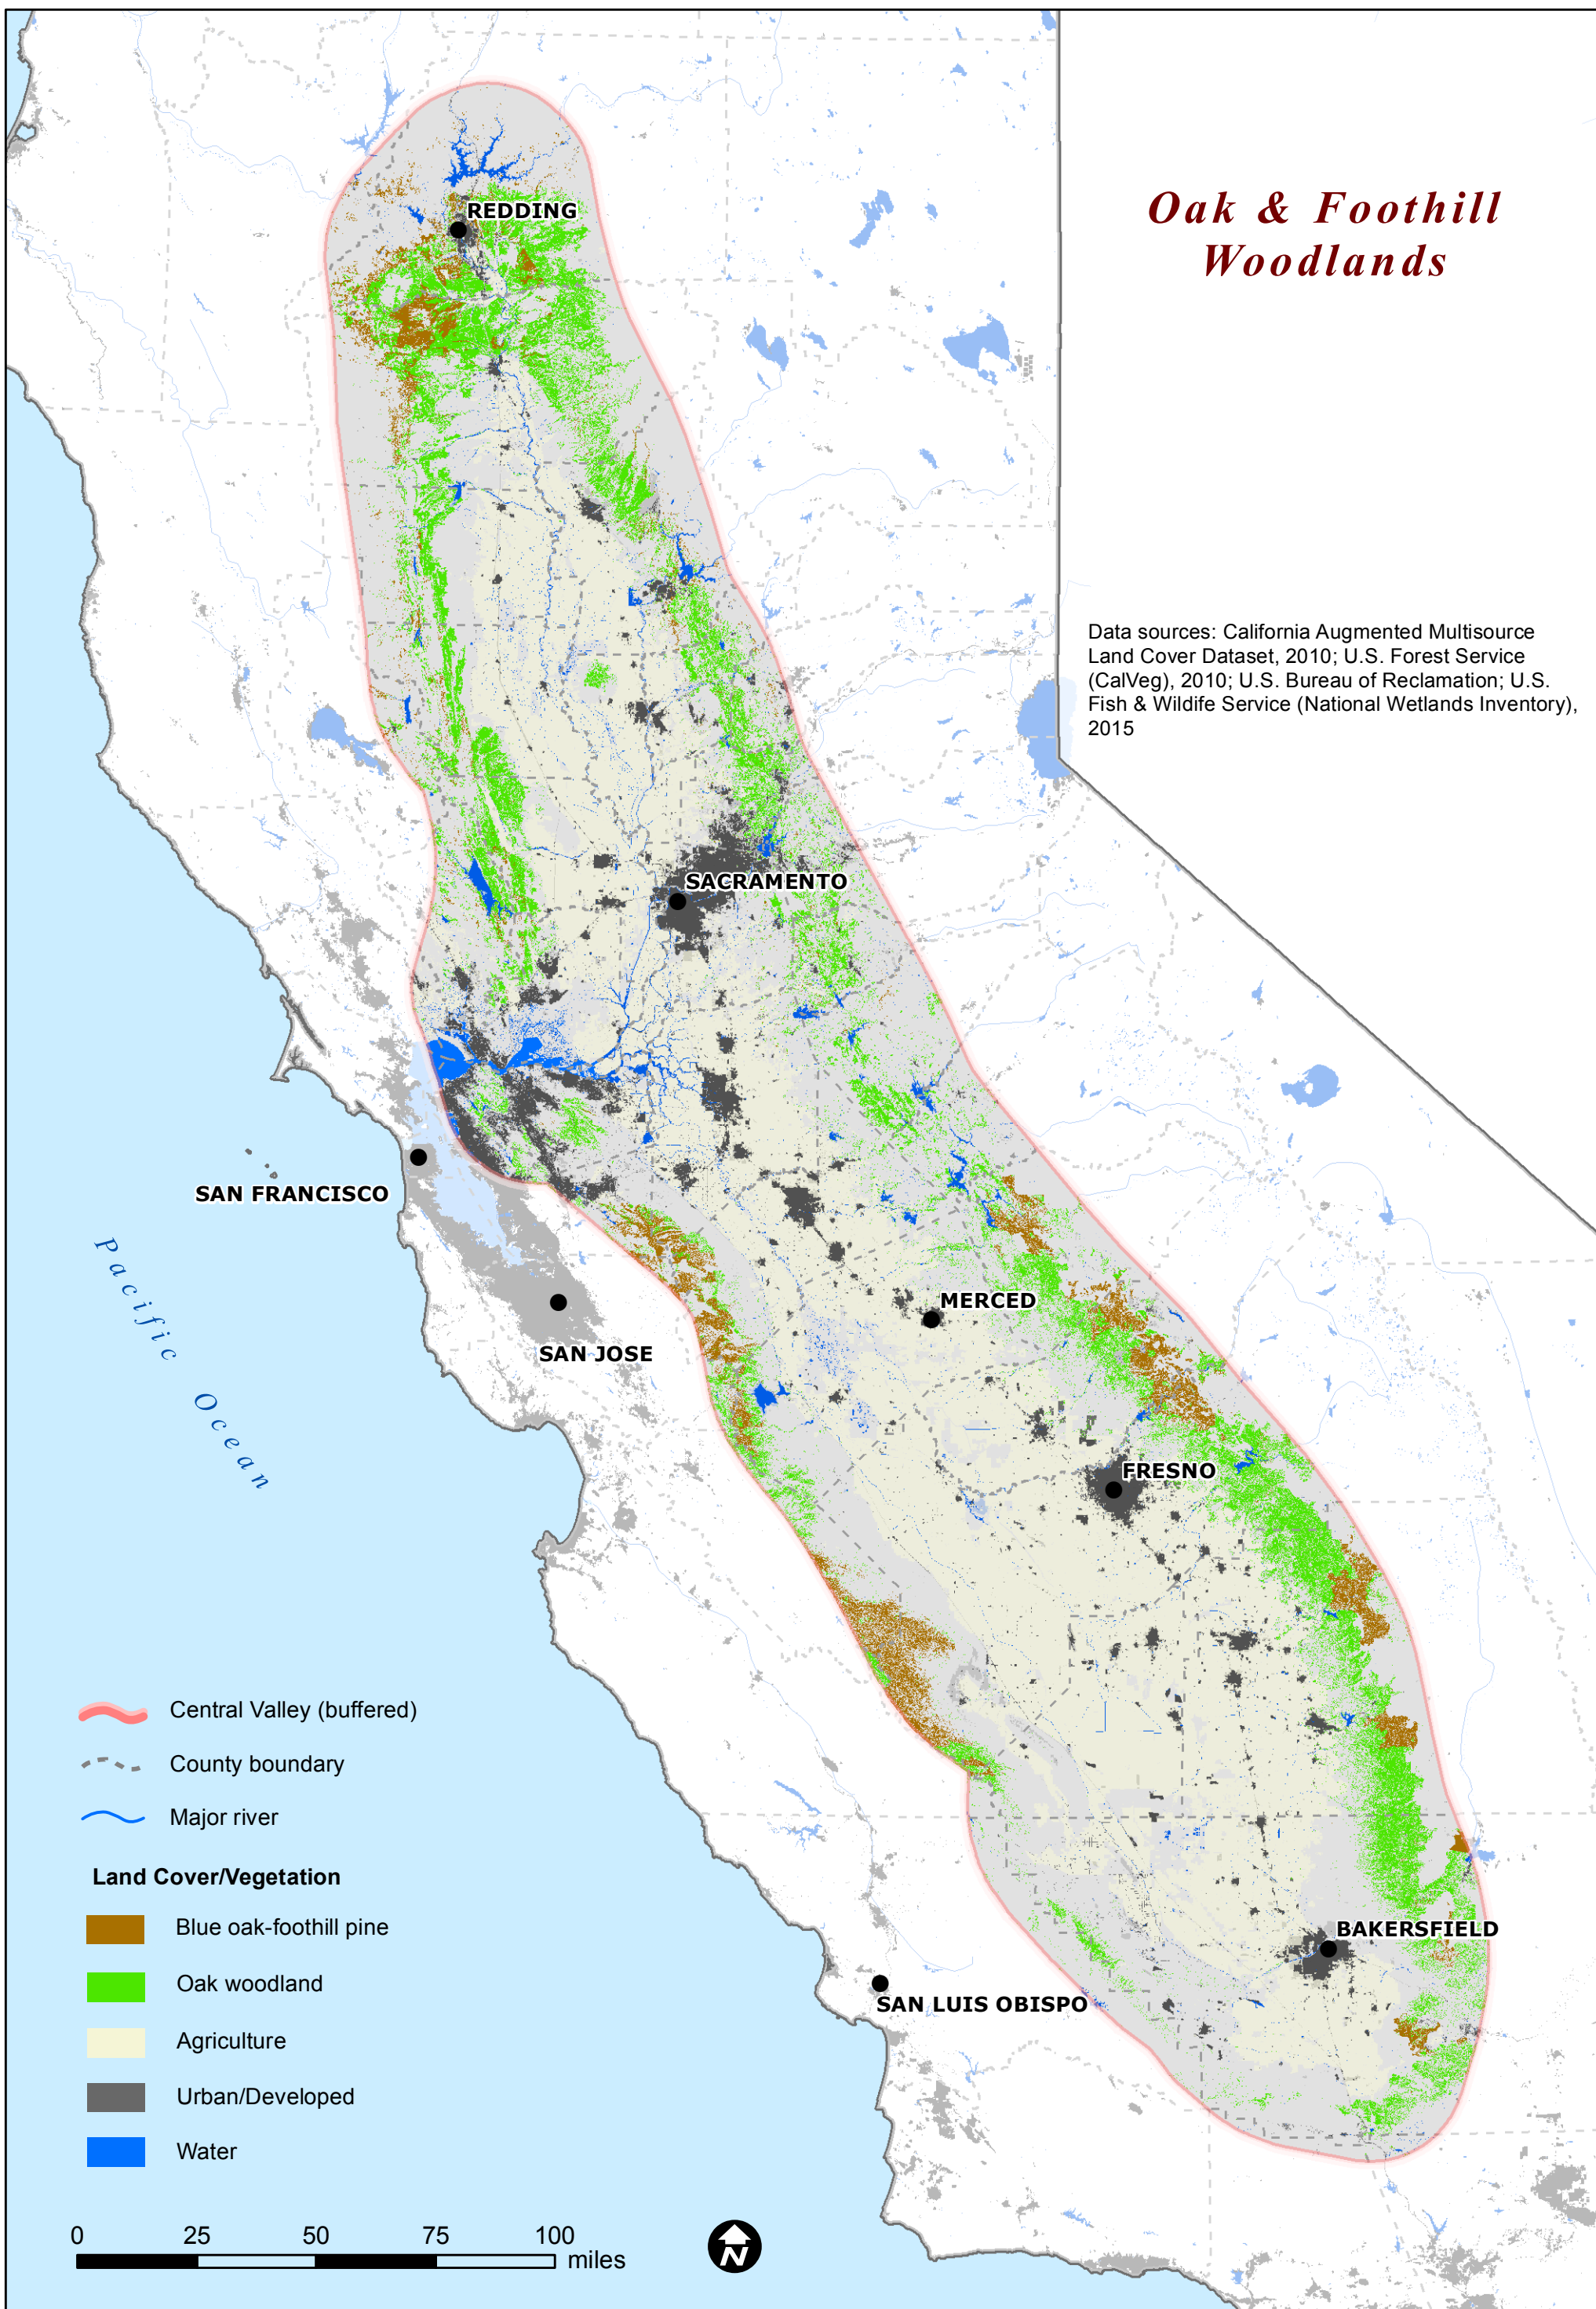 Oak & Foothill
Woodlands
REDDING
Data sources: California Augmented Multisource
Land Cover Dataset, 2010; U.S. Forest Service
(CalVeg), 2010; U.S. Bureau of Reclamation; U.S.
Fish & Wildife Service (National Wetlands Inventory),
2015
SACRAMENTO
SAN FRANCISCO
Pacific Ocean
MERCED
SAN JOSE
FRESNO
Central Valley (buffered)
County boundary
Major river
Land Cover/Vegetation
Blue oak-foothill pine
Oak woodland
Agriculture
Urban/Developed
Water
BAKERSFIELD
SAN LUIS OBISPO
0 25 50 75 100
miles
N